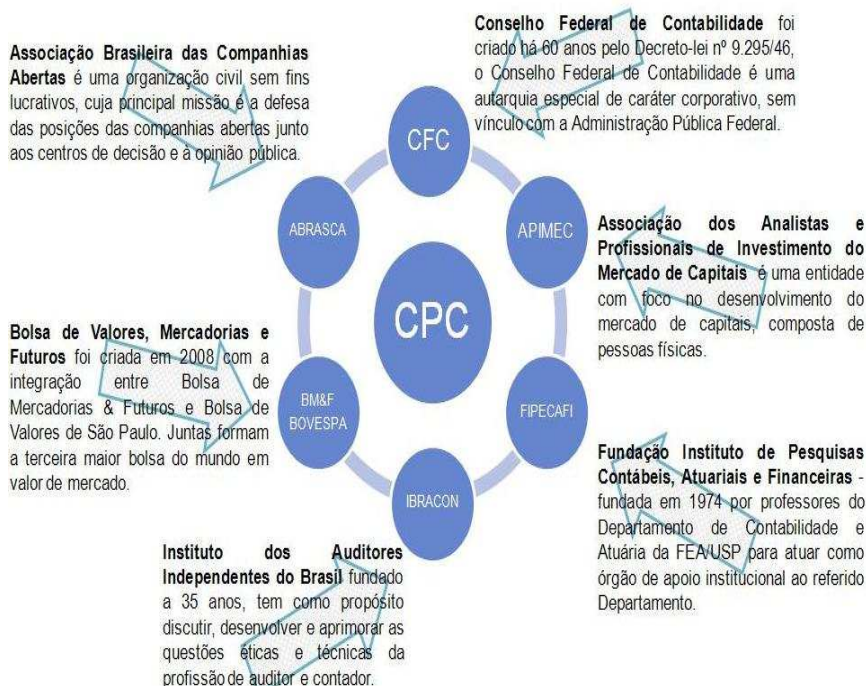 Conselho Federal de Contabilidade foi
criado há 60 anos pelo Decreto-lei nº 9.295/46,
o Conselho Federal de Contabilidade é uma
autarquia especial de caráter corporativo, sem
vínculo com a Administração Pública Federal.
Associação Brasileira das Companhias
Abertas é uma organização civil sem fins
lucrativos, cuja principal missão é a defesa
das posições das companhias abertas junto
aos centros de decisão e à opinião pública.
CFC
ABRASCA
APIMEC
CPC
Associação dos Analistas e
Profissionais de Investimento do
Mercado de Capitais é uma entidade
com foco no desenvolvimento do
mercado de capitais, composta de
pessoas físicas.
Bolsa de Valores, Mercadorias e
Futuros foi criada em 2008 com a
integração entre Bolsa de
Mercadorias & Futuros e Bolsa de
Valores de São Paulo. Juntas formam
a terceira maior bolsa do mundo em
valor de mercado.
BM&F
BOVESPA
FIPECAFI
IBRACON
Fundação Instituto de Pesquisas
Contábeis, Atuariais e Financeiras -
fundada em 1974 por professores do
Departamento de Contabilidade e
Atuária da FEA/USP para atuar como
órgão de apoio institucional ao referido
Departamento.
Instituto dos Auditores
Independentes do Brasil fundado
a 35 anos, tem como propósito
discutir, desenvolver e aprimorar as
questões éticas e técnicas da
profissão de auditor e contador.